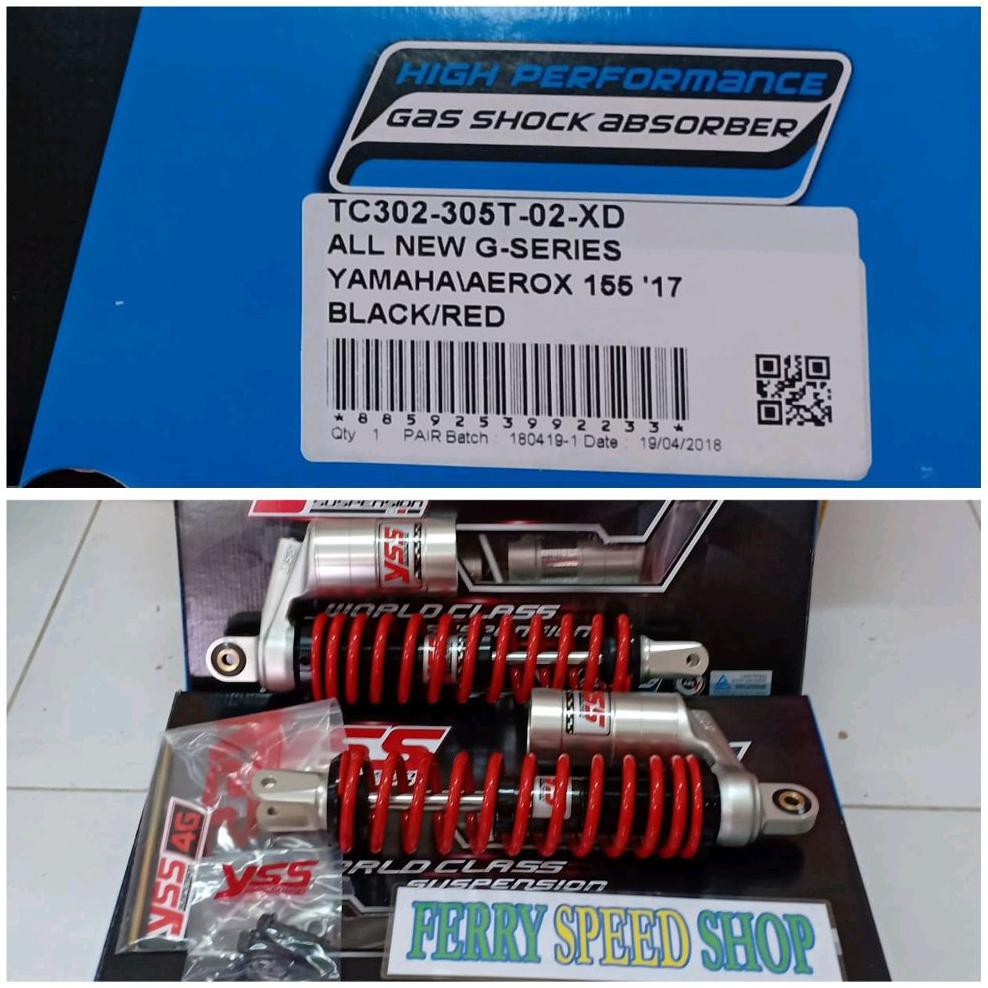 HIGH PERFORMANCE
GAS SHOCK ABSORBER
TC302-305T-02-XD
ALL NEW G-SERIES
YAMAHA\AEROX 155 '17
BLACK/RED
*8859253992233*
Qty 1 PAIR Batch : 180419-1 Date : 19/04/2018
SUSPENSION
YSS
WORLD CLASS
SUSPENSION
YSS
YSS 4G
YSS
WORLD CLASS
SUSPENSION
FERRY SPEED SHOP